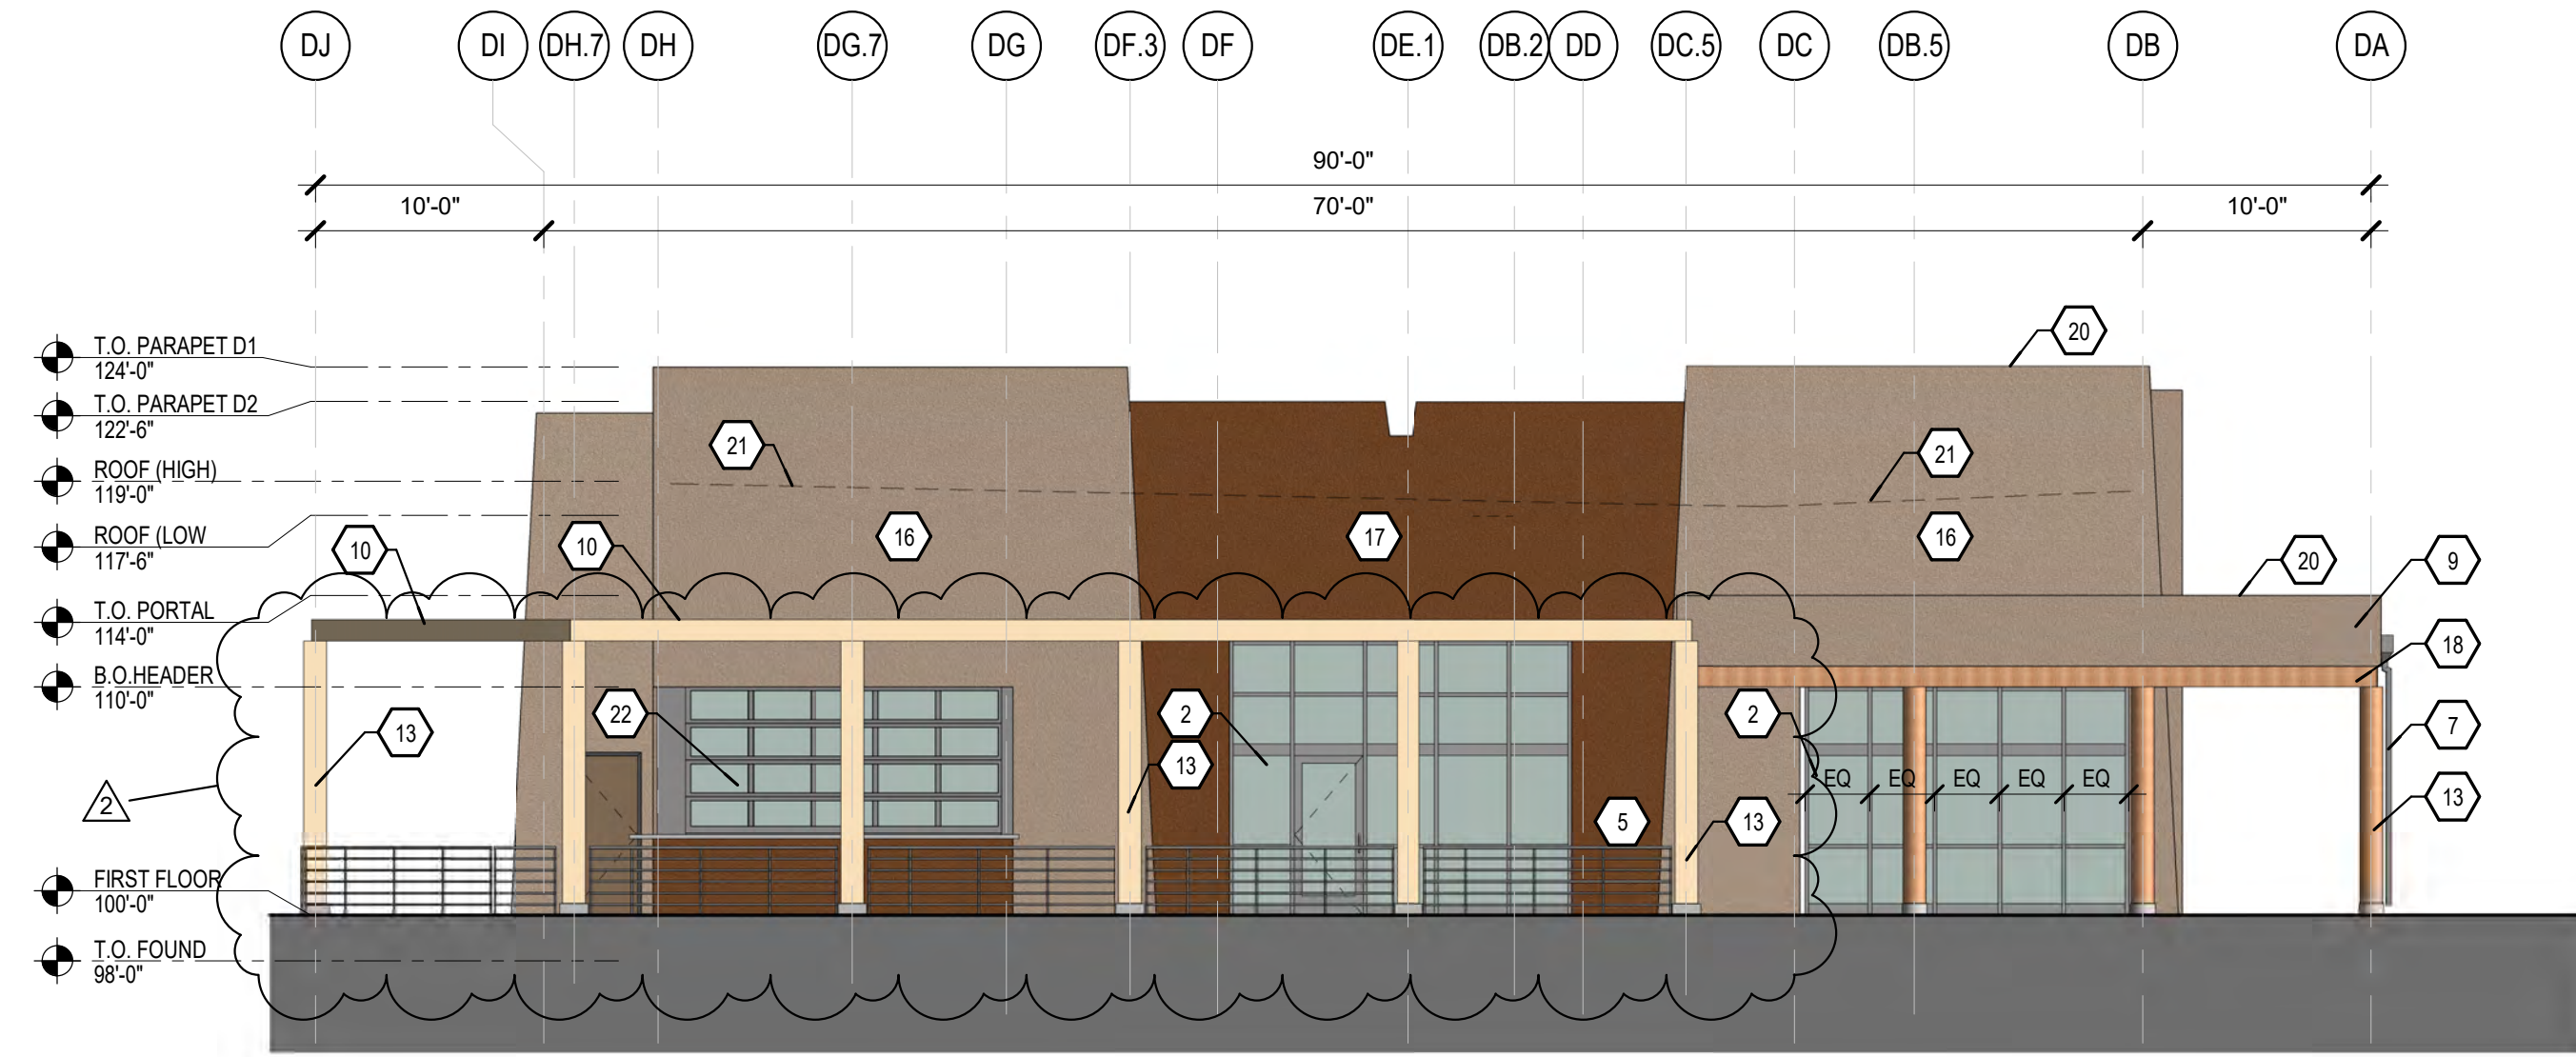 DJ DI DH.7 DH DG.7 DG DF.3 DF DE.1 DB.2 DD DC.5 DC DB.5 DB DA
90'-0"
10'-0" 70'-0" 10'-0"
20
T.O. PARAPET D1
124'-0"
T.O. PARAPET D2
122'-6"
21 21
ROOF (HIGH)
119'-0"
ROOF (LOW
117'-6"
10 10 16 17 16 20 9
T.O. PORTAL
114'-0"
18
B.O.HEADER
110'-0"
13 22 2 2 7
13
EQ EQ EQ EQ EQ
2 5 13 13
FIRST FLOOR
100'-0"
T.O. FOUND
98'-0"